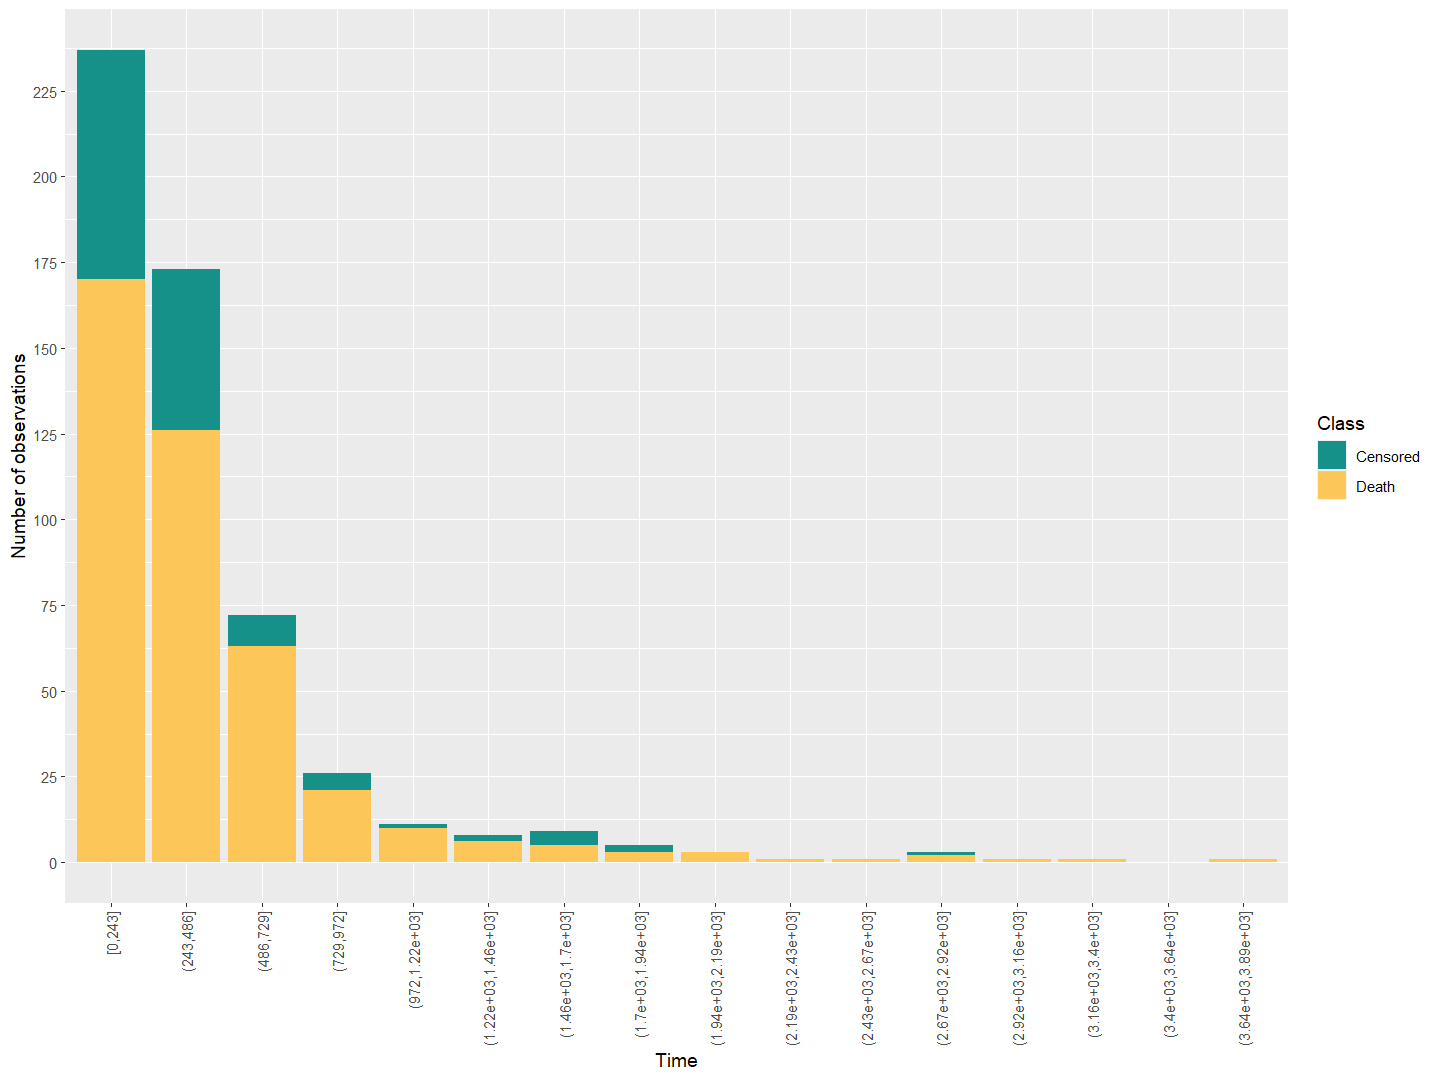 225
200
175
150
125
100
75
50
25
0
Number of observations
[0,243]
(243,486]
(486,729]
(729,972]
(972,1.22e+03]
(1.22e+03,1.46e+03]
(1.46e+03,1.7e+03]
(1.7e+03,1.94e+03]
(1.94e+03,2.19e+03]
(2.19e+03,2.43e+03]
(2.43e+03,2.67e+03]
(2.67e+03,2.92e+03]
(2.92e+03,3.16e+03]
(3.16e+03,3.4e+03]
(3.4e+03,3.64e+03]
(3.64e+03,3.89e+03]
Time
Class
Censored
Death